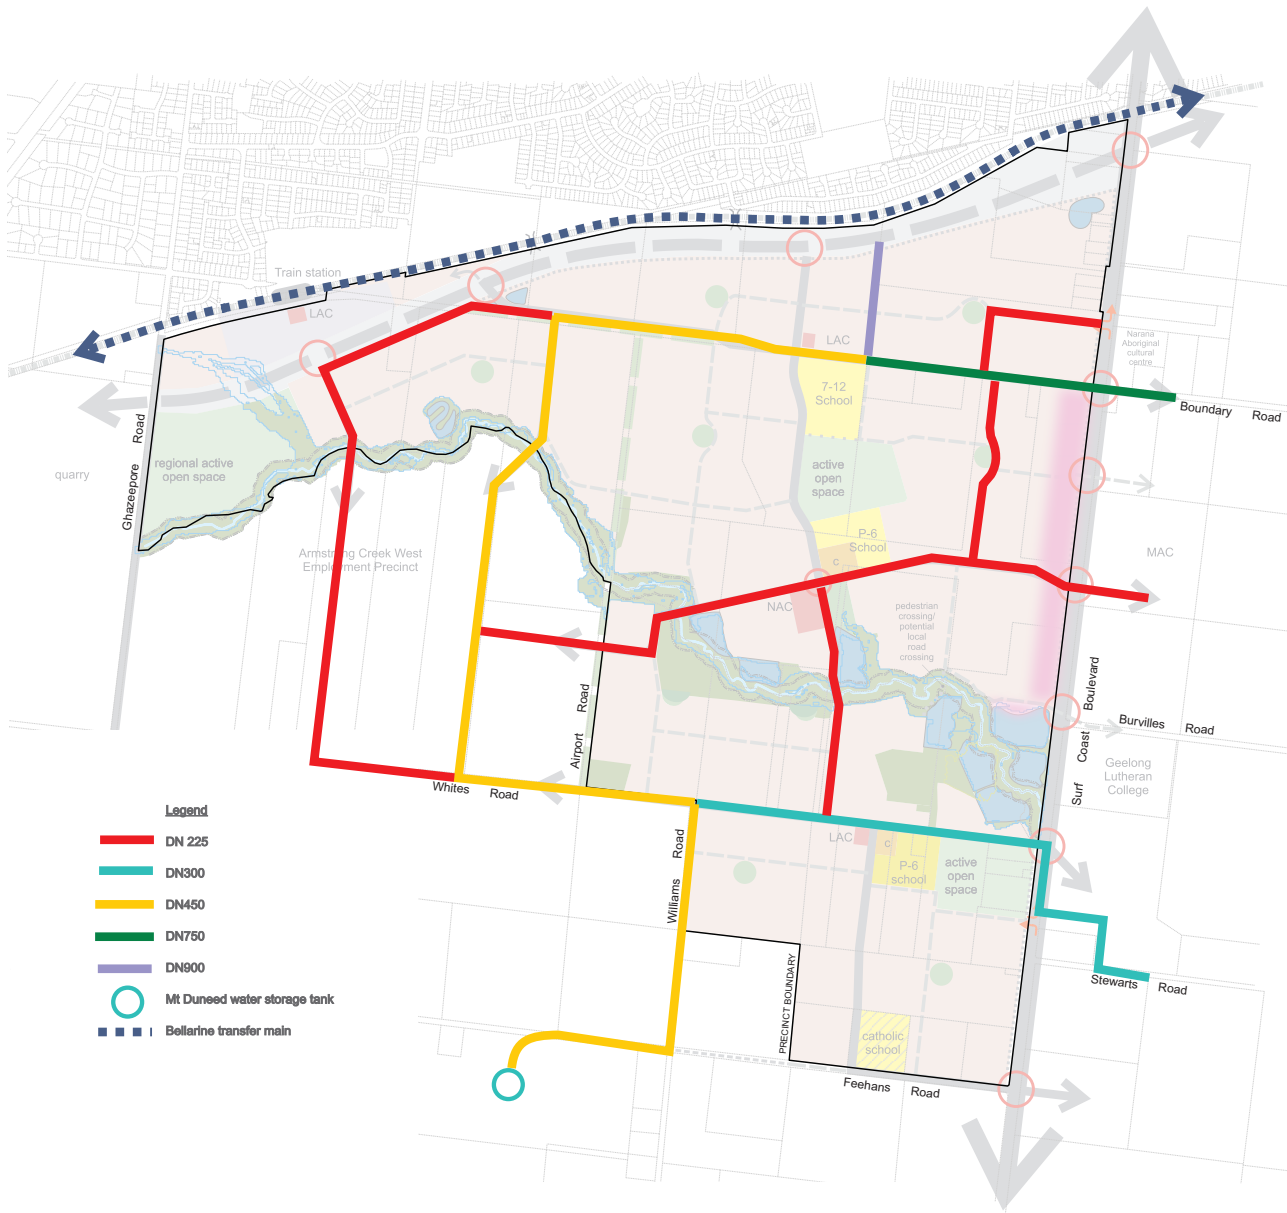 Train station
LAC
Narana
Aboriginal
cultural
centre
LAC
7-12
School
Boundary Road
Ghazeepore Road
quarry
regional active
open space
active
open
space
Armstrong Creek West
Employment Precinct
P-6
School
c
MAC
NAC
pedestrian
crossing/
potential
local
road
crossing
Airport Road
Surf Coast Boulevard
Burvilles Road
Geelong
Lutheran
College
Whites Road
Legend
DN 225
DN300
DN450
DN750
DN900
Mt Duneed water storage tank
Bellarine transfer main
Williams Road
LAC
c
P-6
school
active
open
space
PRECINCT BOUNDARY
Stewarts Road
catholic
school
Feehans Road